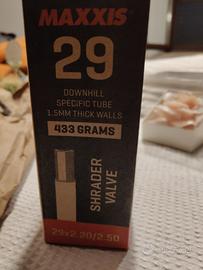 MAXXIS
29
DOWNHILL
SPECIFIC TUBE
1.5MM THICK WALLS
433 GRAMS
SHRADER
VALVE
29x2.20/2.50